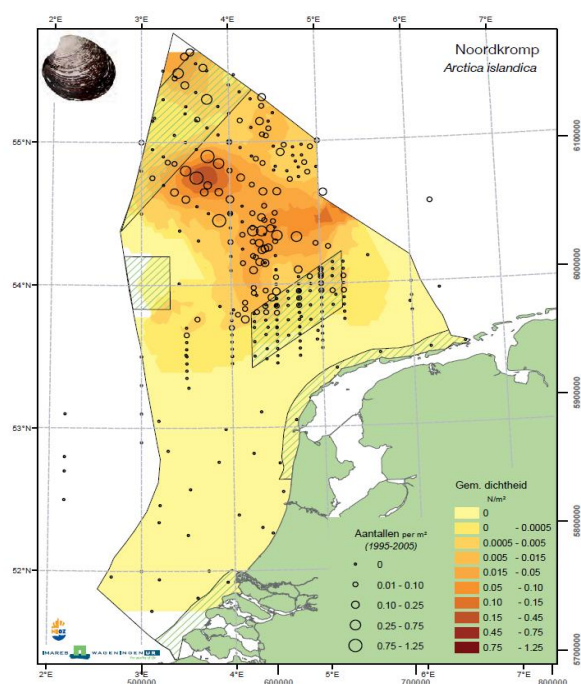 2°E 3°E 4°E 5°E 6°E 7°E
Noordkromp
Arctica islandica
55°N
54°N
53°N
52°N
6100000
6000000
5900000
5800000
5700000
Aantallen per m²
(1995-2005)
0
0.01 - 0.10
0.10 - 0.25
0.25 - 0.75
0.75 - 1.25
Gem. dichtheid
N/m²
0
0 - 0.0005
0.0005 - 0.005
0.005 - 0.015
0.015 - 0.05
0.05 - 0.10
0.10 - 0.15
0.15 - 0.45
0.45 - 0.75
0.75 - 1.25
IMARES WAGENINGEN UR
2°E 500000 3°E 4°E 600000 5°E 700000 6°E 800000